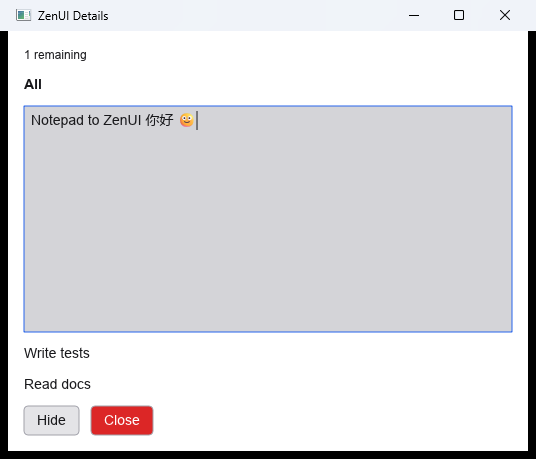 ZenUI Details
1 remaining
All
Notepad to ZenUI 你好 🙂
Write tests
Read docs
Hide Close